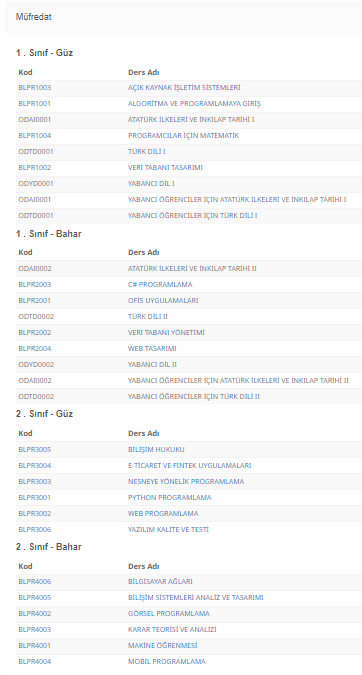 Müfredat
1 . Sınıf - Güz
Kod Ders Adı
BLPR1003 AÇIK KAYNAK İŞLETİM SİSTEMLERİ
BLPR1001 ALGORİTMA VE PROGRAMLAMAYA GİRİŞ
ODAI0001 ATATÜRK İLKELERİ VE İNKILAP TARİHİ I
BLPR1004 PROGRAMCILAR İÇİN MATEMATİK
ODTD0001 TÜRK DİLİ I
BLPR1002 VERİ TABANI TASARIMI
ODYD0001 YABANCI DİL I
ODAI0001 YABANCI ÖĞRENCİLER İÇİN ATATÜRK İLKELERİ VE İNKILAP TARİHİ I
ODTD0001 YABANCI ÖĞRENCİLER İÇİN TÜRK DİLİ I
1 . Sınıf - Bahar
Kod Ders Adı
ODAI0002 ATATÜRK İLKELERİ VE İNKILAP TARİHİ II
BLPR2003 C# PROGRAMLAMA
BLPR2001 OFİS UYGULAMALARI
ODTD0002 TÜRK DİLİ II
BLPR2002 VERİ TABANI YÖNETİMİ
BLPR2004 WEB TASARIMI
ODYD0002 YABANCI DİL II
ODAI0002 YABANCI ÖĞRENCİLER İÇİN ATATÜRK İLKELERİ VE İNKILAP TARİHİ II
ODTD0002 YABANCI ÖĞRENCİLER İÇİN TÜRK DİLİ II
2 . Sınıf - Güz
Kod Ders Adı
BLPR3005 BİLİŞİM HUKUKU
BLPR3004 E-TİCARET VE FİNTEK UYGULAMALARI
BLPR3003 NESNEYE YÖNELİK PROGRAMLAMA
BLPR3001 PYTHON PROGRAMLAMA
BLPR3002 WEB PROGRAMLAMA
BLPR3006 YAZILIM KALİTE VE TESTİ
2 . Sınıf - Bahar
Kod Ders Adı
BLPR4006 BİLGİSAYAR AĞLARI
BLPR4005 BİLİŞİM SİSTEMLERİ ANALİZ VE TASARIMI
BLPR4002 GÖRSEL PROGRAMLAMA
BLPR4003 KARAR TEORİSİ VE ANALİZİ
BLPR4001 MAKİNE ÖĞRENMESİ
BLPR4004 MOBİL PROGRAMLAMA